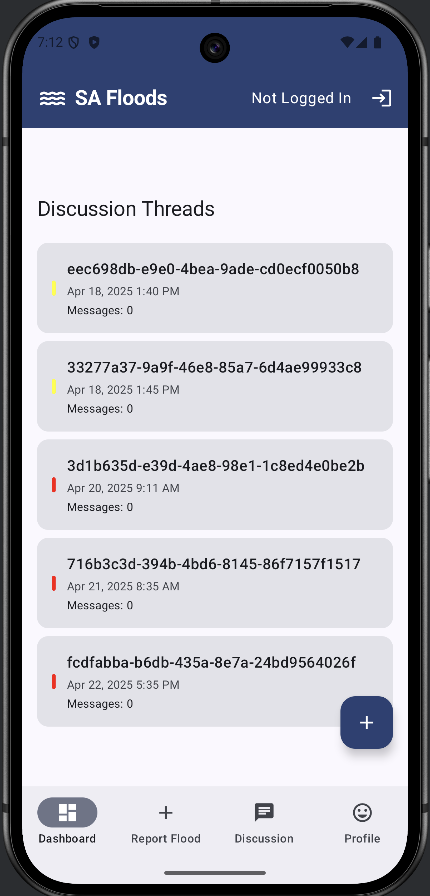 7:12
SA Floods
Not Logged In
Discussion Threads
eec698db-e9e0-4bea-9ade-cd0ecf0050b8
Apr 18, 2025 1:40 PM
Messages: 0
33277a37-9a9f-46e8-85a7-6d4ae99933c8
Apr 18, 2025 1:45 PM
Messages: 0
3d1b635d-e39d-4ae8-98e1-1c8ed4e0be2b
Apr 20, 2025 9:11 AM
Messages: 0
716b3c3d-394b-4bd6-8145-86f7157f1517
Apr 21, 2025 8:35 AM
Messages: 0
fcdfabba-b6db-435a-8e7a-24bd9564026f
Apr 22, 2025 5:35 PM
Messages: 0
Dashboard
Report Flood
Discussion
Profile